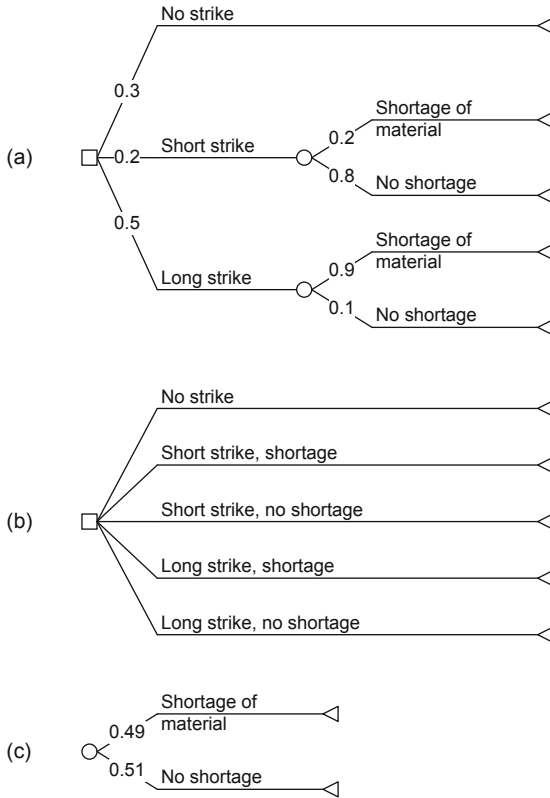 No strike
0.3
Shortage of
material
0.2
(a)
0.2
Short strike
0.8
No shortage
0.5
Shortage of
material
0.9
Long strike
0.1
No shortage
No strike
Short strike, shortage
(b)
Short strike, no shortage
Long strike, shortage
Long strike, no shortage
Shortage of
material
0.49
(c)
0.51
No shortage